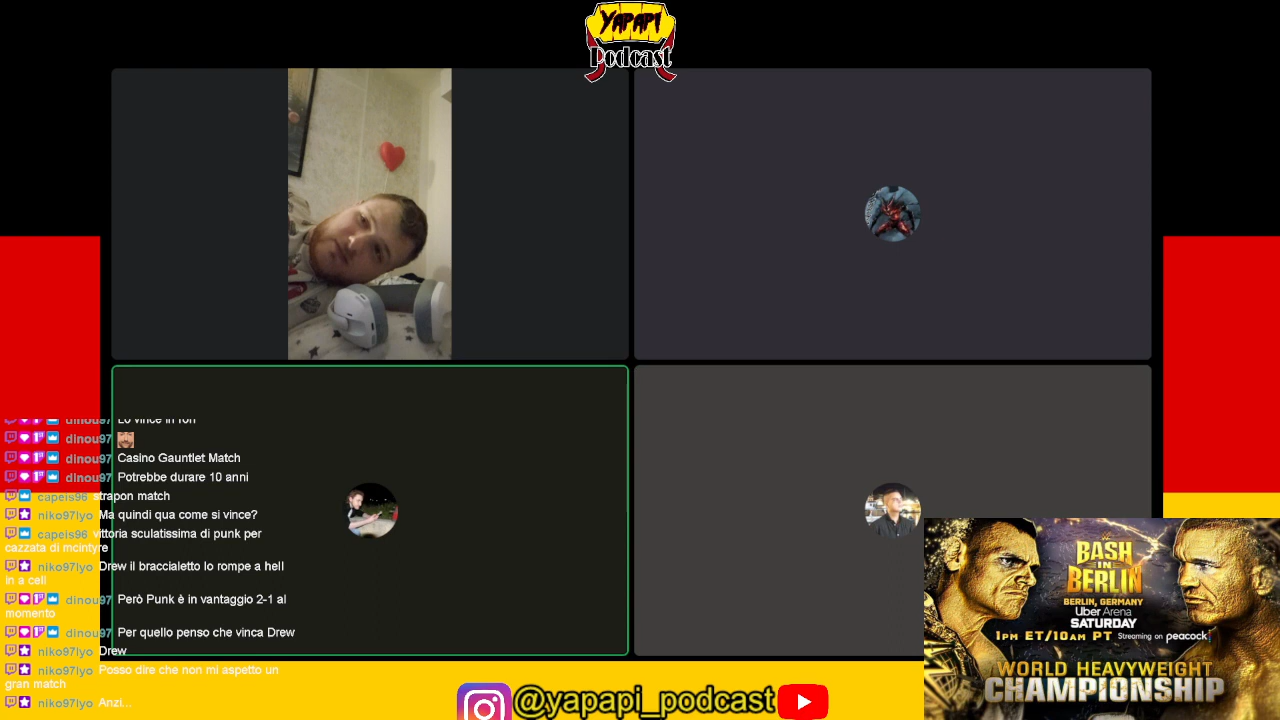 YAPAPI
Podcast
dinou97 Lo vince in fon
dinou97
dinou97 Casino Gauntlet Match
dinou97 Potrebbe durare 10 anni
capeis96 strapon match
niko97lyo Ma quindi qua come si vince?
capeis96 vittoria sculatissima di punk per
cazzata di mcintyre
niko97lyo Drew il braccialetto lo rompe a hell
in a cell
dinou97 Però Punk è in vantaggio 2-1 al
momento
dinou97 Per quello penso che vinca Drew
niko97lyo Drew
niko97lyo Posso dire che non mi aspetto un
gran match
niko97lyo Anzi...
@yapapi_podcast
BASH
IN
BERLIN
BERLIN, GERMANY
Uber Arena
SATURDAY
1PM ET/10AM PT Streaming on peacock
WORLD HEAVYWEIGHT
CHAMPIONSHIP